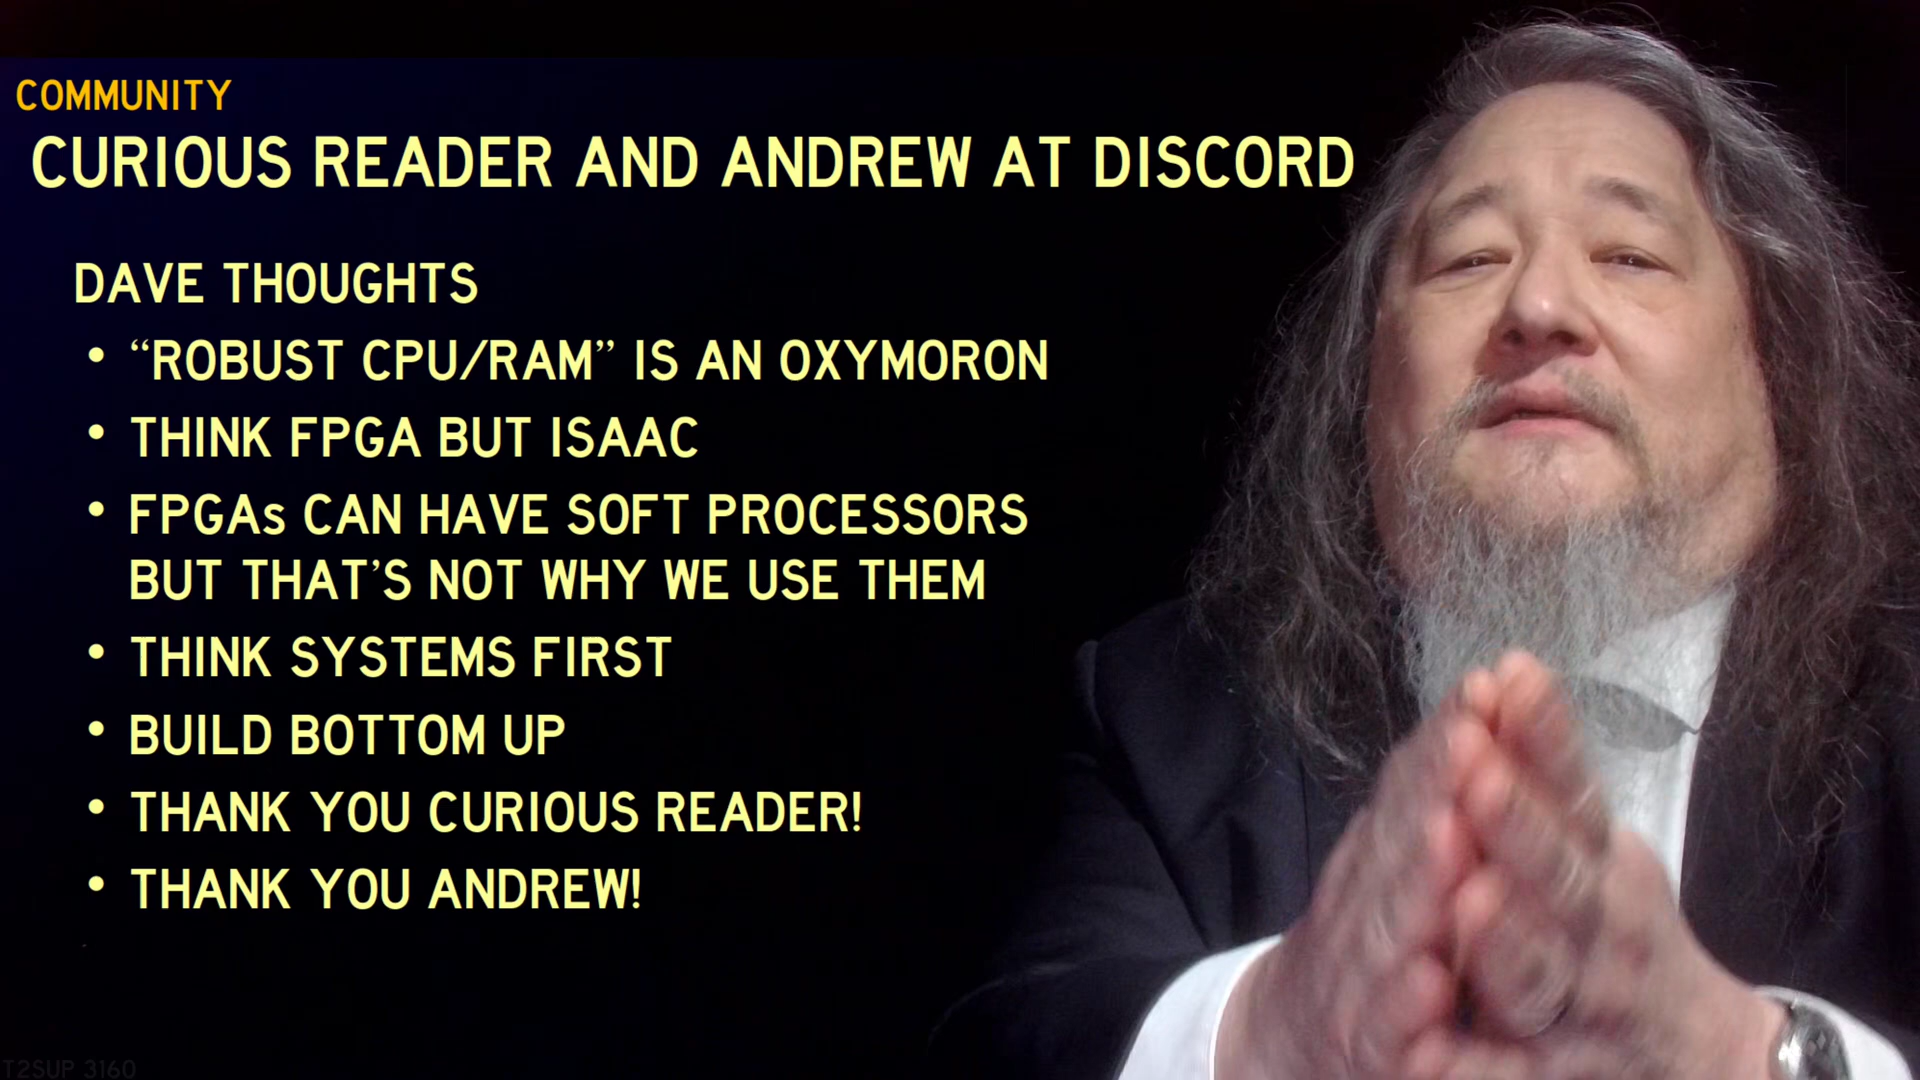 COMMUNITY
CURIOUS READER AND ANDREW AT DISCORD
DAVE THOUGHTS
• “ROBUST CPU/RAM” IS AN OXYMORON
• THINK FPGA BUT ISAAC
• FPGAs CAN HAVE SOFT PROCESSORS
BUT THAT’S NOT WHY WE USE THEM
• THINK SYSTEMS FIRST
• BUILD BOTTOM UP
• THANK YOU CURIOUS READER!
• THANK YOU ANDREW!
T2SUP 3160